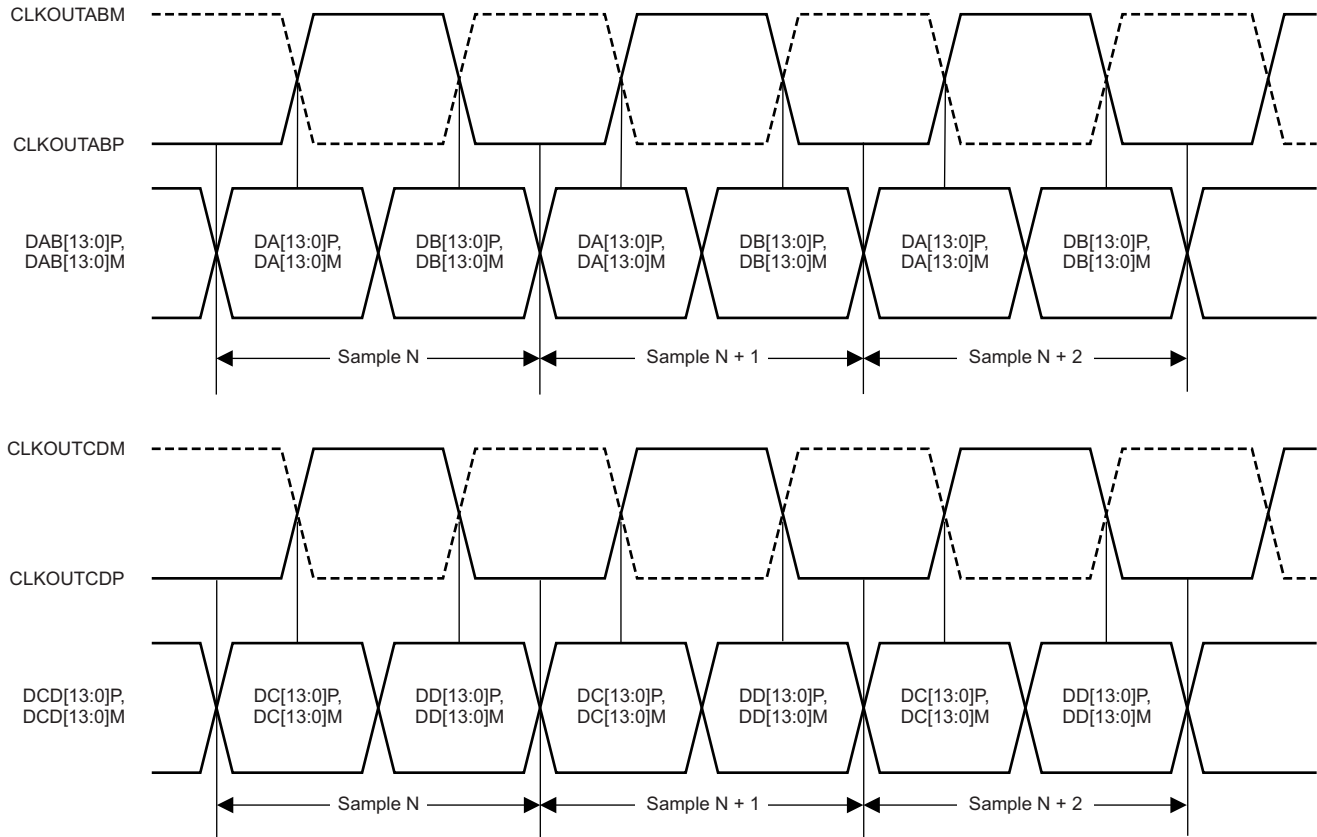 CLKOUTABM
CLKOUTABP
DAB[13:0]P,
DAB[13:0]M
DA[13:0]P,
DA[13:0]M
DB[13:0]P,
DB[13:0]M
DA[13:0]P,
DA[13:0]M
DB[13:0]P,
DB[13:0]M
DA[13:0]P,
DA[13:0]M
DB[13:0]P,
DB[13:0]M
Sample N
Sample N + 1
Sample N + 2
CLKOUTCDM
CLKOUTCDP
DCD[13:0]P,
DCD[13:0]M
DC[13:0]P,
DC[13:0]M
DD[13:0]P,
DD[13:0]M
DC[13:0]P,
DC[13:0]M
DD[13:0]P,
DD[13:0]M
DC[13:0]P,
DC[13:0]M
DD[13:0]P,
DD[13:0]M
Sample N
Sample N + 1
Sample N + 2